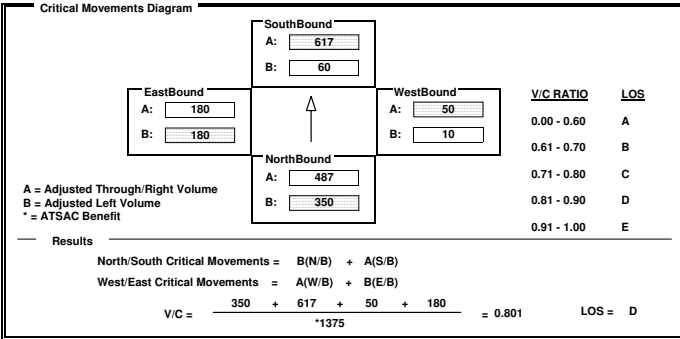 Critical Movements Diagram
SouthBound
A: 617
B: 60
EastBound
A: 180
B: 180
WestBound
A: 50
B: 10
NorthBound
A: 487
B: 350
V/C RATIO LOS
0.00 - 0.60 A
0.61 - 0.70 B
0.71 - 0.80 C
0.81 - 0.90 D
0.91 - 1.00 E
A = Adjusted Through/Right Volume
B = Adjusted Left Volume
* = ATSAC Benefit
Results
North/South Critical Movements = B(N/B) + A(S/B)
West/East Critical Movements = A(W/B) + B(E/B)
350 + 617 + 50 + 180
V/C = = 0.801 LOS = D
*1375